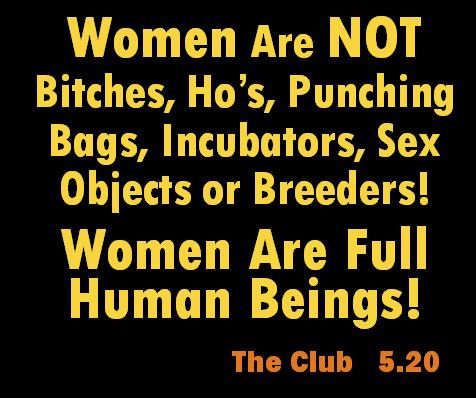 Women Are NOT
Bitches, Ho's, Punching
Bags, Incubators, Sex
Objects or Breeders!
Women Are Full
Human Beings!
The Club 5.20